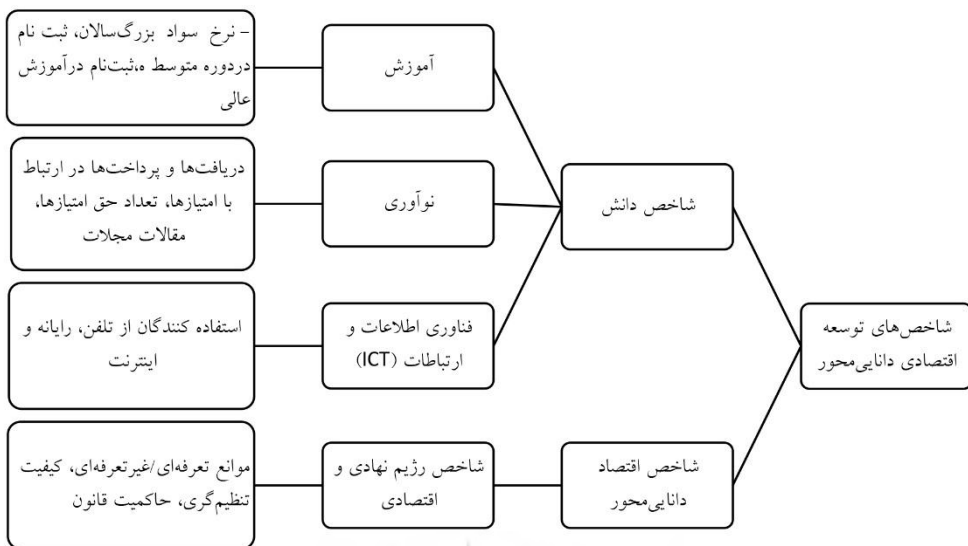 شاخص‌های توسعه
اقتصادی دانایی‌محور
شاخص دانش
آموزش
– نرخ سواد بزرگ‌سالان، ثبت نام
دردوره متوسط ه،ثبت‌نام درآموزش
عالی
نوآوری
دریافت‌ها و پرداخت‌ها در ارتباط
با امتیازها، تعداد حق امتیازها،
مقالات مجلات
فناوری اطلاعات و
ارتباطات (ICT)
استفاده کنندگان از تلفن، رایانه و
اینترنت
شاخص اقتصاد
دانایی‌محور
شاخص رژیم نهادی و
اقتصادی
موانع تعرفه‌ای/غیرتعرفه‌ای، کیفیت
تنظیم‌گری، حاکمیت قانون